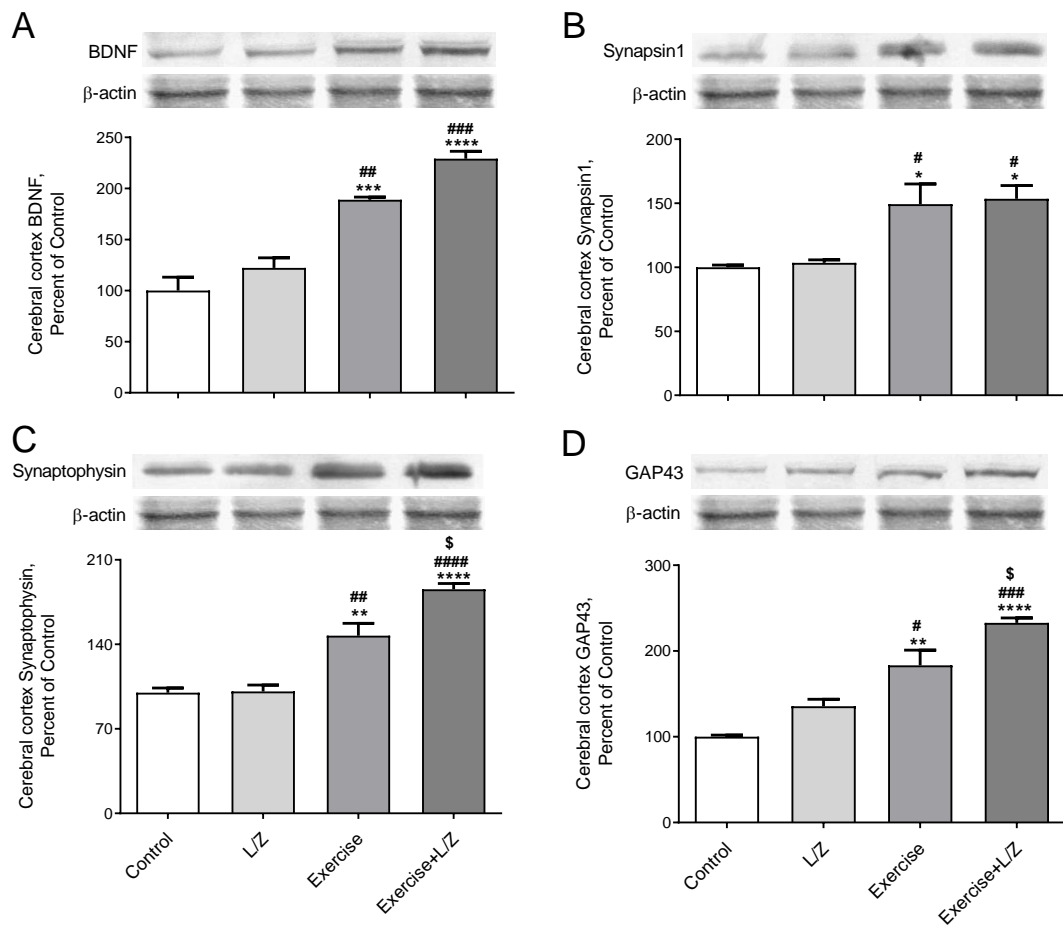 A
BDNF
β-actin
Cerebral cortex BDNF,
Percent of Control
250
200
150
100
50
0
##
***
###
****
B
Synapsin1
β-actin
Cerebral cortex Synapsin1,
Percent of Control
200
150
100
50
0
#
*
#
*
C
Synaptophysin
β-actin
Cerebral cortex Synaptophysin,
Percent of Control
210
140
70
0
##
**
$
####
****
Control
L/Z
Exercise
Exercise+L/Z
D
GAP43
β-actin
Cerebral cortex GAP43,
Percent of Control
300
200
100
0
#
**
$
###
****
Control
L/Z
Exercise
Exercise+L/Z